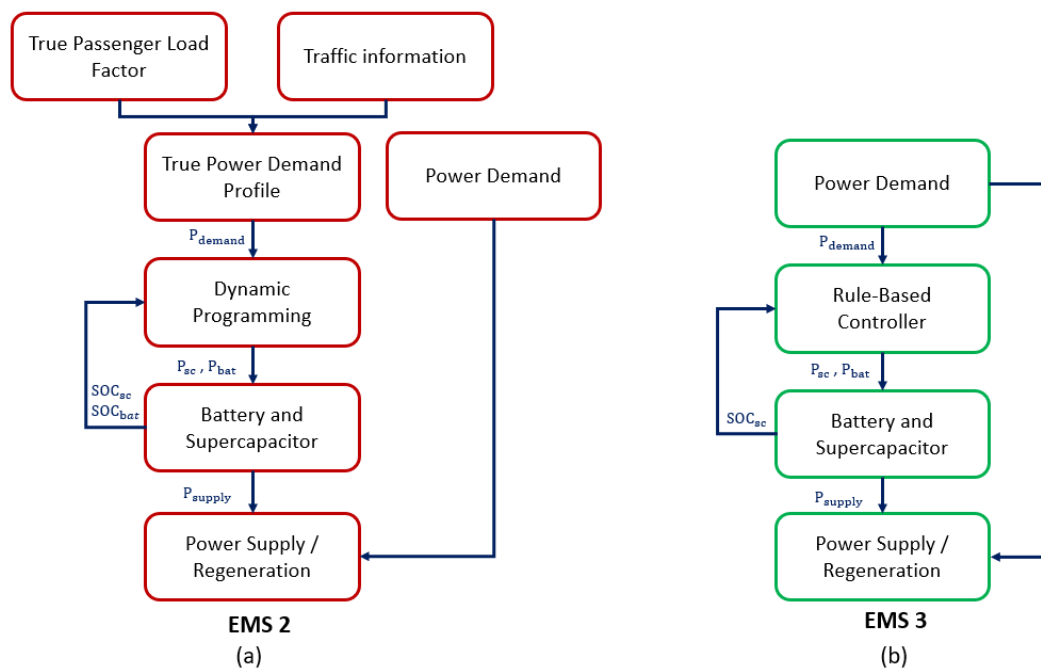 True Passenger Load
Factor
Traffic information
True Power Demand
Profile
Power Demand
P_demand
Dynamic
Programming
P_sc , P_bat
SOC_sc
SOC_bat
Battery and
Supercapacitor
P_supply
Power Supply /
Regeneration
EMS 2
(a)
Power Demand
P_demand
Rule-Based
Controller
P_sc , P_bat
SOC_sc
Battery and
Supercapacitor
P_supply
Power Supply /
Regeneration
EMS 3
(b)